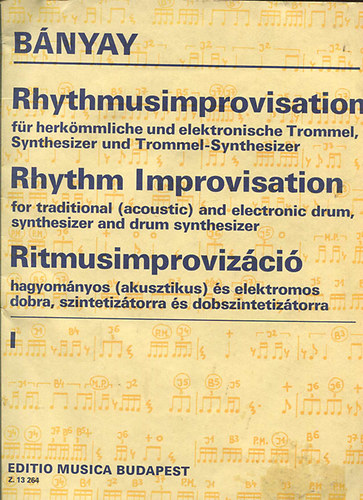 BÁNYAY
Rhythmusimprovisation
für herkömmliche und elektronische Trommel,
Synthesizer und Trommel-Synthesizer
Rhythm Improvisation
for traditional (acoustic) and electronic drum,
synthesizer and drum synthesizer
Ritmusimprovizáció
hagyományos (akusztikus) és elektromos
dobra, szintetizátorra és dobszintetizátorra
I
EDITIO MUSICA BUDAPEST
Z. 13 264